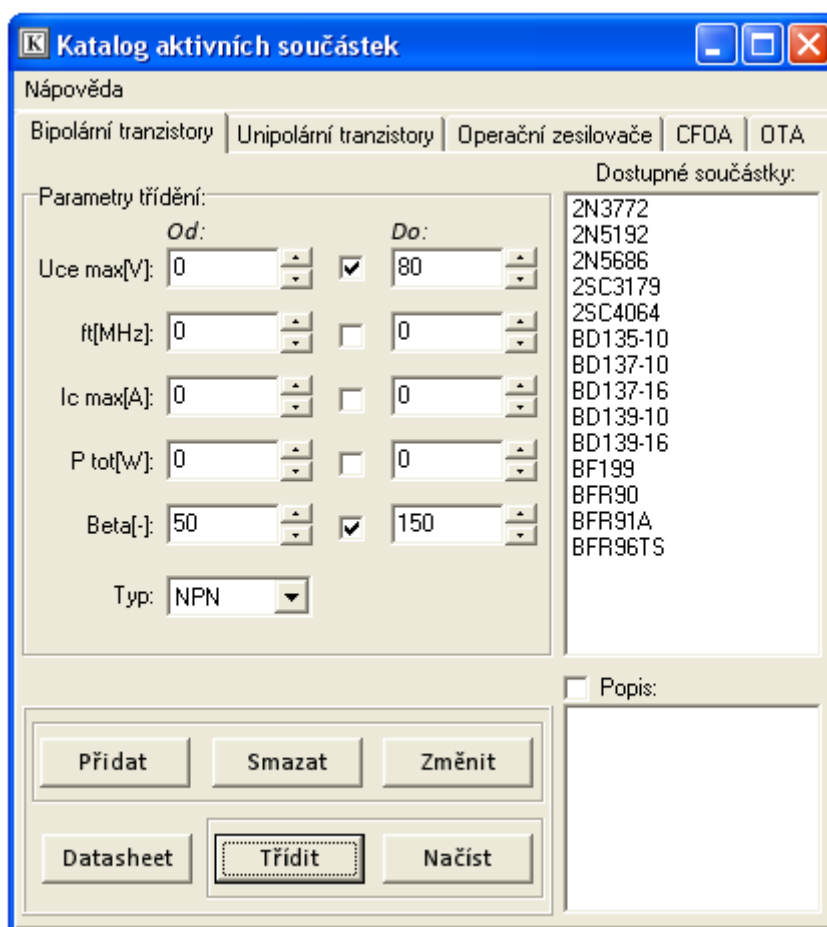 K Katalog aktivních součástek
Nápověda
Bipolární tranzistory Unipolární tranzistory Operační zesilovače CFOA OTA
Parametry třídění:
Od: Do:
Uce max[V]: 0 80
ft[MHz]: 0 0
Ic max[A]: 0 0
P tot[W]: 0 0
Beta[-]: 50 150
Typ: NPN
Dostupné součástky:
2N3772
2N5192
2N5686
2SC3179
2SC4064
BD135-10
BD137-10
BD137-16
BD139-10
BD139-16
BF199
BFR90
BFR91A
BFR96TS
Popis:
Přidat Smazat Změnit
Datasheet Třídit Načíst